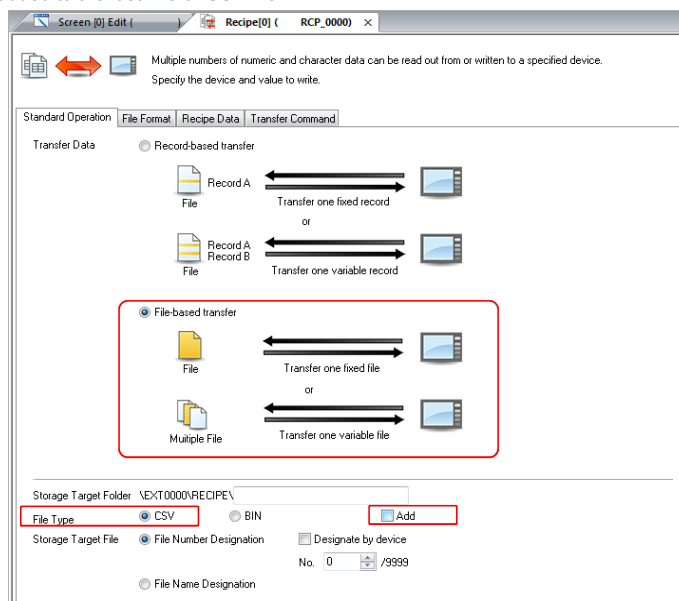 Screen [0] Edit ( ) Recipe[0] ( RCP_0000) ×
Multiple numbers of numeric and character data can be read out from or written to a specified device.
Specify the device and value to write.
Standard Operation File Format Recipe Data Transfer Command
Transfer Data Record-based transfer
Record A
File
Transfer one fixed record
or
Record A
Record B
File
Transfer one variable record
File-based transfer
File
Transfer one fixed file
or
Muitiple File
Transfer one variable file
Storage Target Folder \EXT0000\RECIPE\
File Type CSV BIN Add
Storage Target File File Number Designation Designate by device
No. 0 /9999
File Name Designation